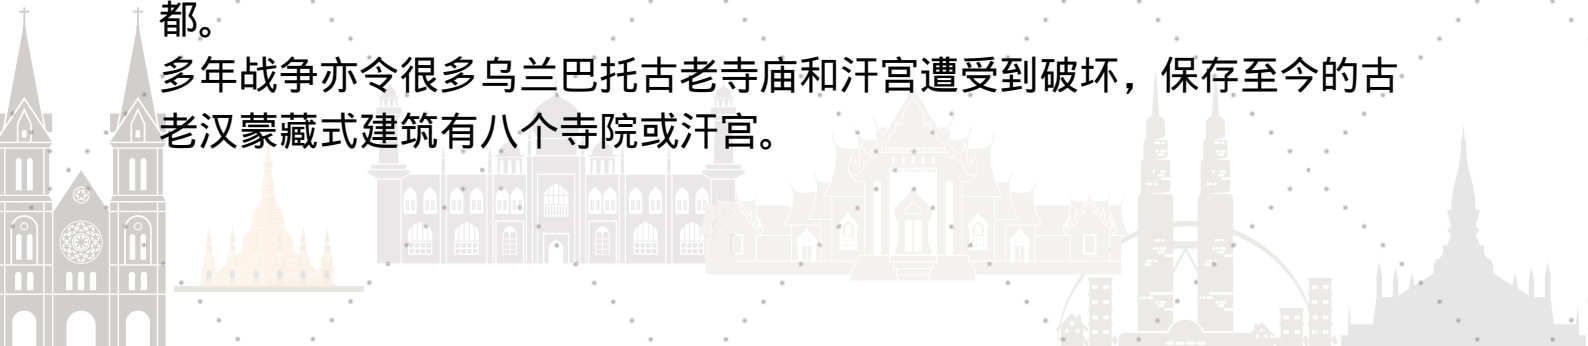 都。
多年战争亦令很多乌兰巴托古老寺庙和汗宫遭受到破坏，保存至今的古
老汉蒙藏式建筑有八个寺院或汗宫。